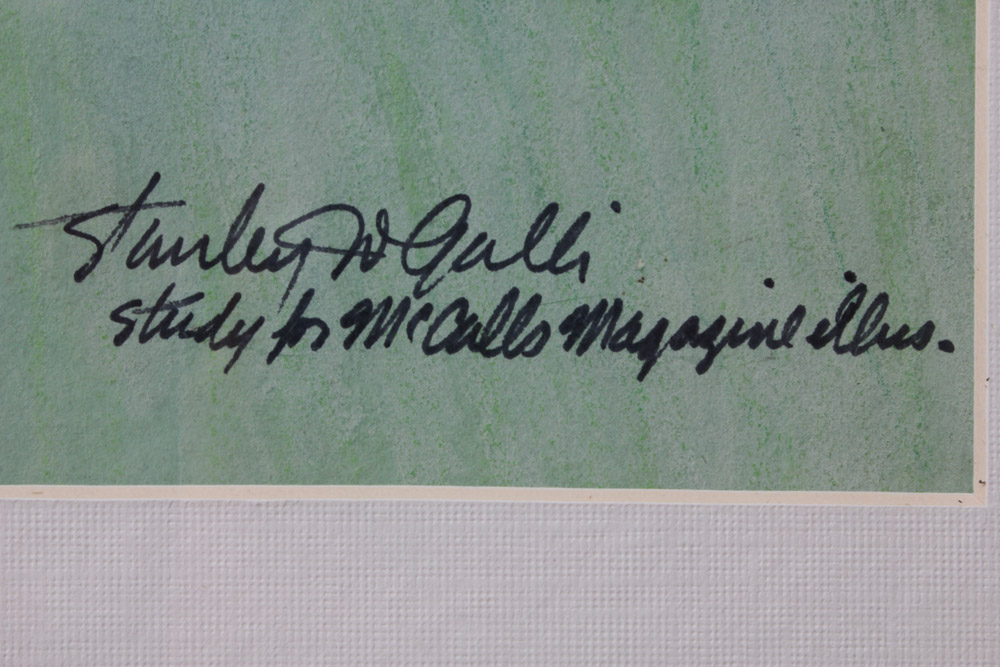 Stanley W Galli
study for McCalls Magazine illus.